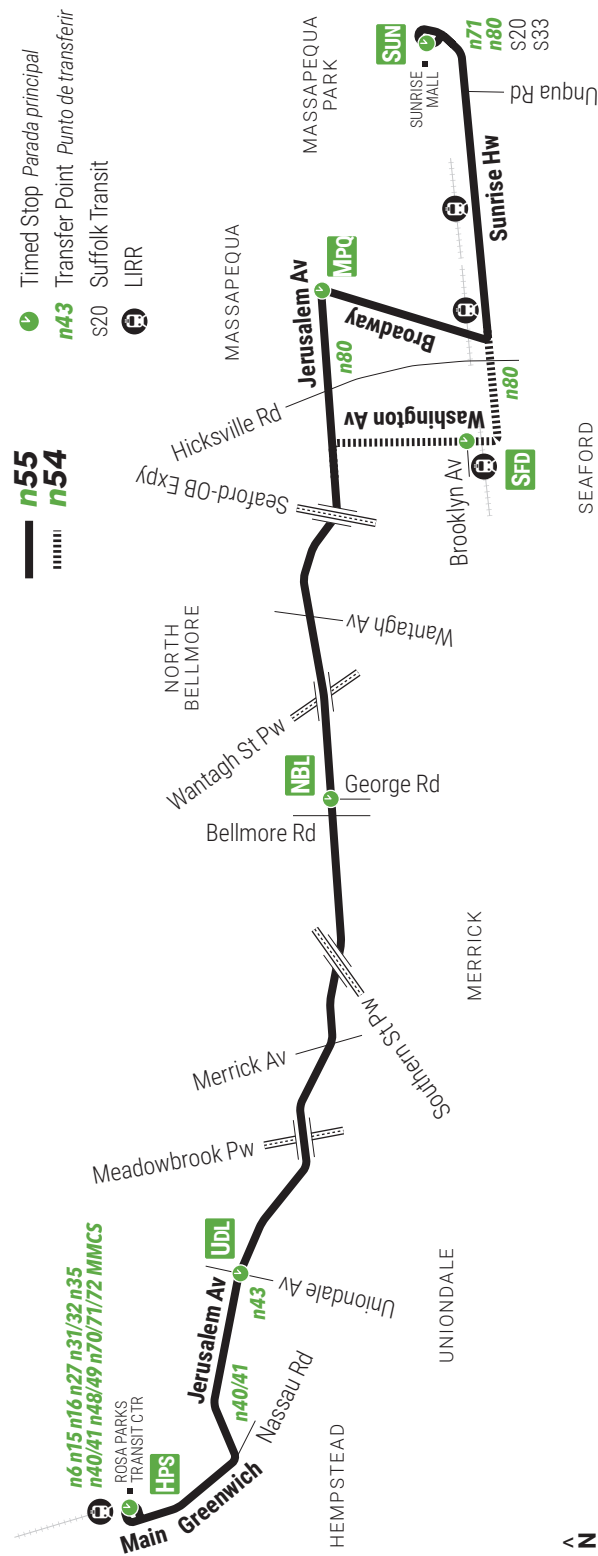 n55
n54
Timed Stop Parada principal
n43 Transfer Point Punto de transferir
S20 Suffolk Transit
LIRR
n6 n15 n16 n27 n31/32 n35
n40/41 n48/49 n70/71/72 MMCS
ROSA PARKS
TRANSIT CTR
HPS
Main
Greenwich
HEMPSTEAD
Nassau Rd
n40/41
Jerusalem Av
UDL
n43
Uniondale Av
UNIONDALE
Meadowbrook Pw
Merrick Av
Southern St Pw
MERRICK
Bellmore Rd
NBL
George Rd
Wantagh St Pw
NORTH
BELLMORE
Wantagh Av
Seaford-OB Expy
Hicksville Rd
Washington Av
Brooklyn Av
SFD
SEAFORD
n80
Jerusalem Av
n80
MPQ
Broadway
MASSAPEQUA
MASSAPEQUA
PARK
Sunrise Hw
Unqua Rd
SUNRISE
MALL
SUN
n71
n80
S20
S33
N
>